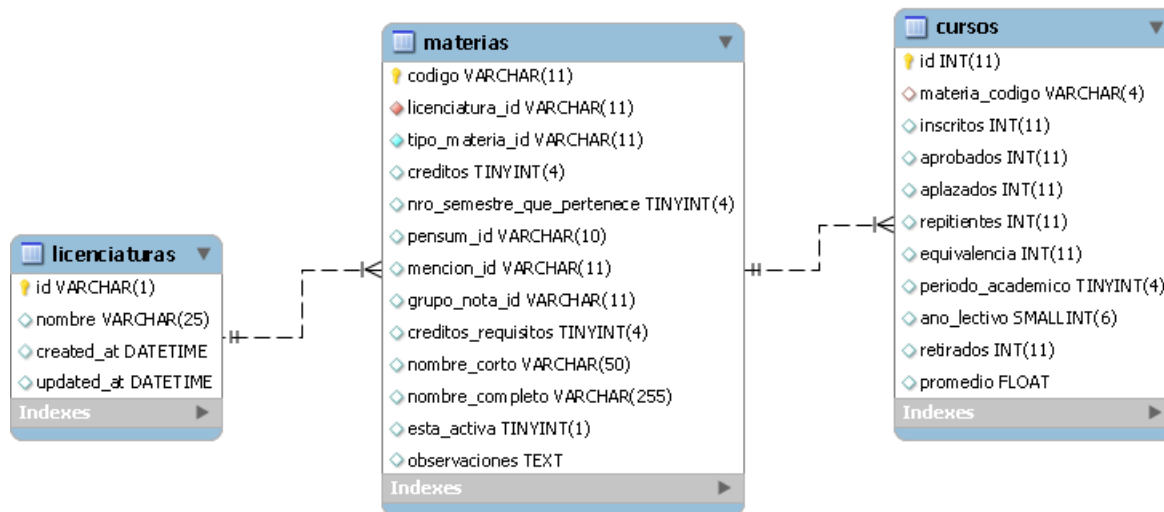 licenciaturas
id VARCHAR(1)
nombre VARCHAR(25)
created_at DATETIME
updated_at DATETIME
Indexes
materias
codigo VARCHAR(11)
licenciatura_id VARCHAR(11)
tipo_materia_id VARCHAR(11)
creditos TINYINT(4)
nro_semestre_que_pertenece TINYINT(4)
pensum_id VARCHAR(10)
mencion_id VARCHAR(11)
grupo_nota_id VARCHAR(11)
creditos_requisitos TINYINT(4)
nombre_corto VARCHAR(50)
nombre_completo VARCHAR(255)
esta_activa TINYINT(1)
observaciones TEXT
Indexes
cursos
id INT(11)
materia_codigo VARCHAR(4)
inscritos INT(11)
aprobados INT(11)
aplazados INT(11)
repitientes INT(11)
equivalencia INT(11)
periodo_academico TINYINT(4)
ano_lectivo SMALLINT(6)
retirados INT(11)
promedio FLOAT
Indexes